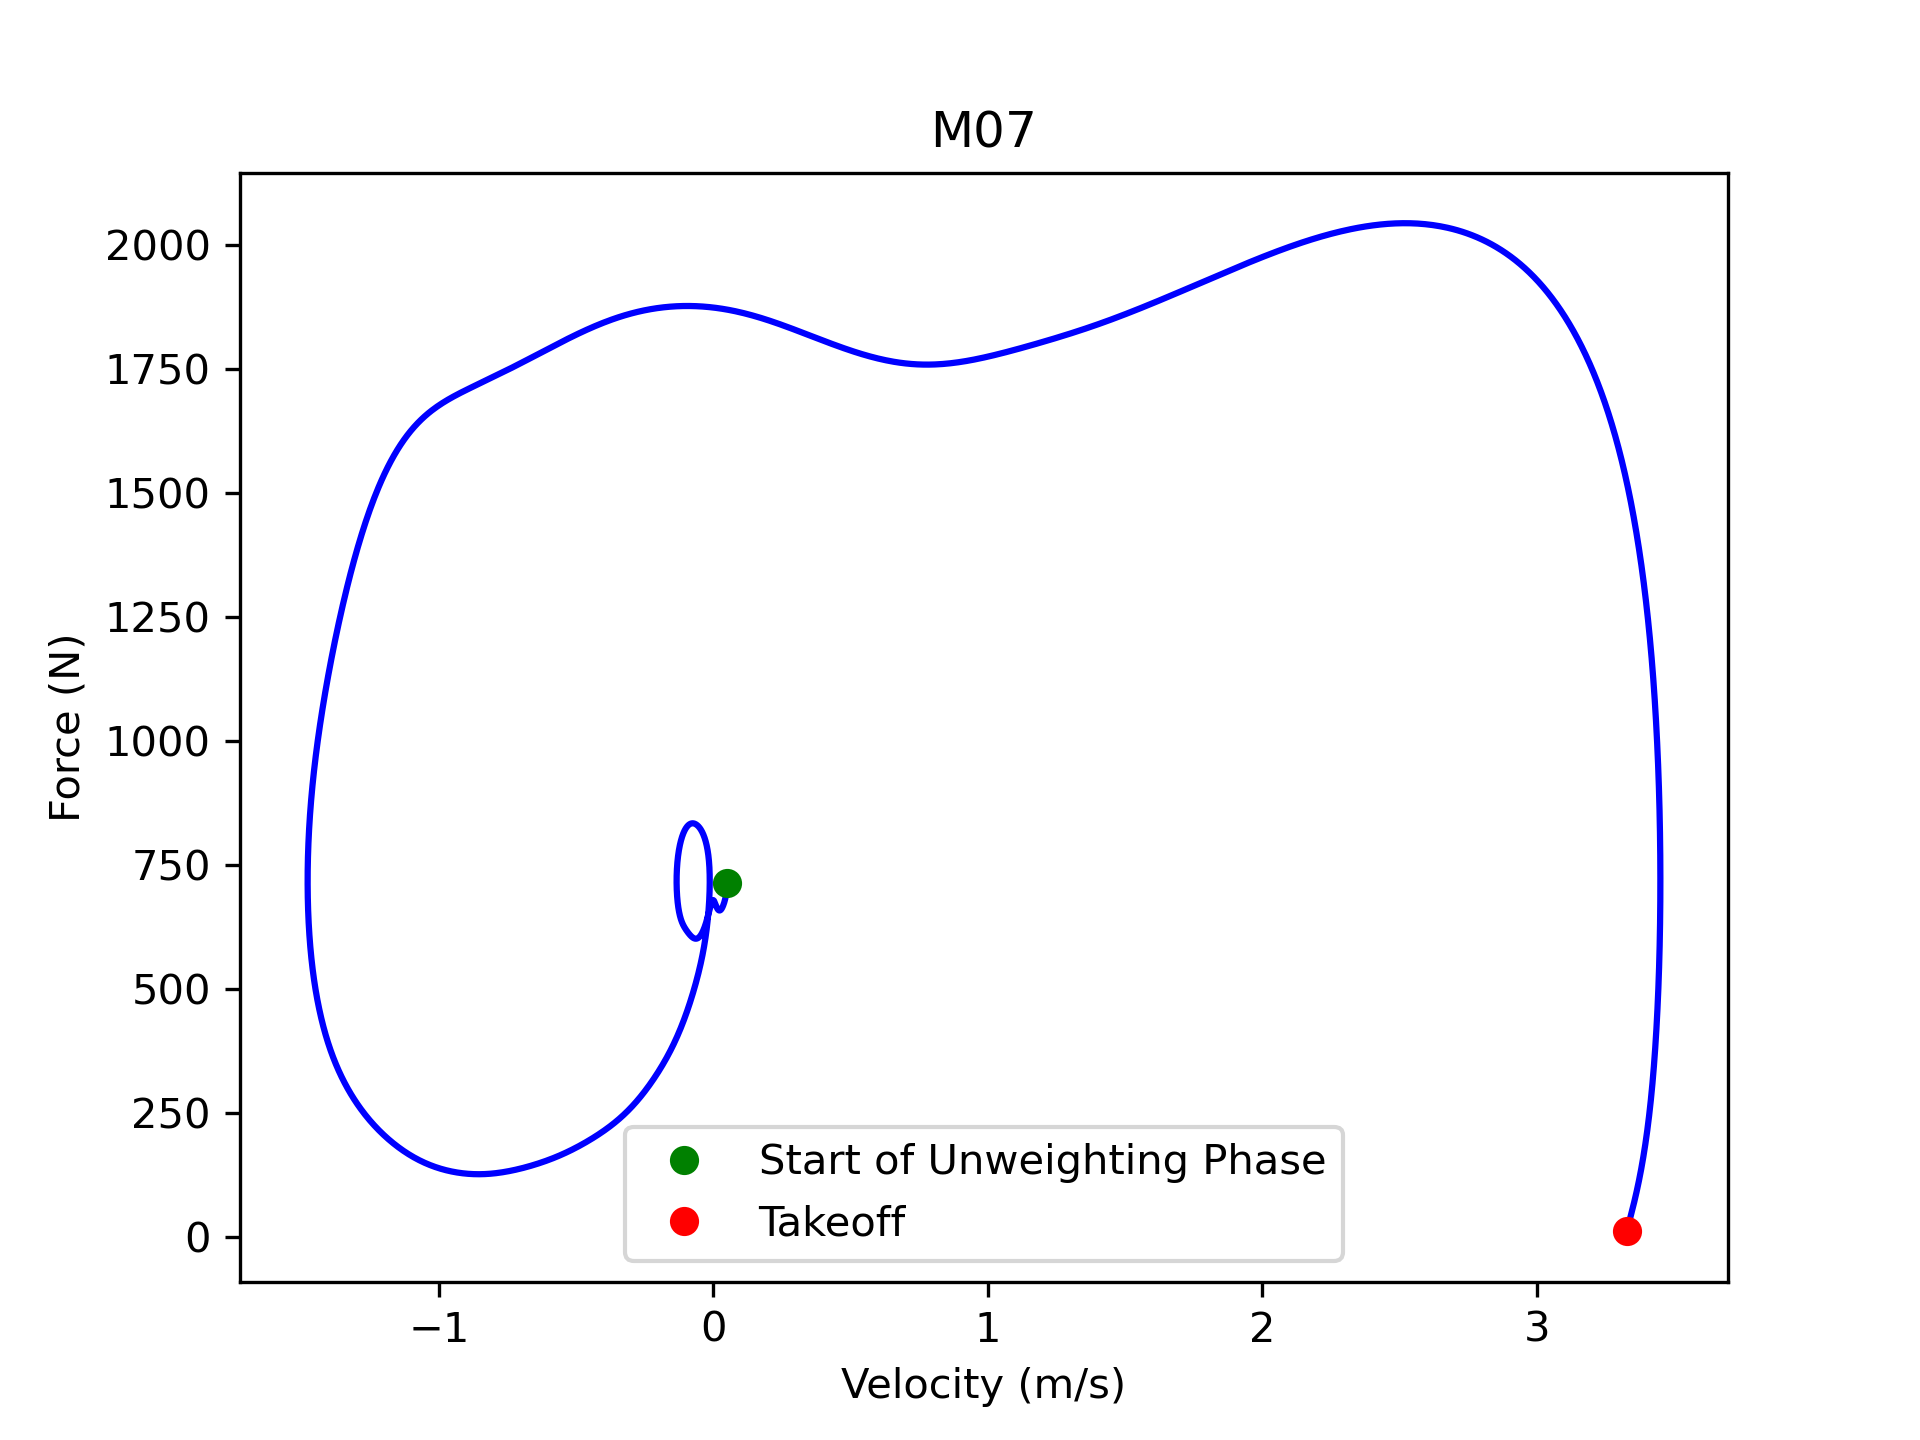 M07
2000
1750
1500
1250
1000
750
500
250
0
Force (N)
Start of Unweighting Phase
Takeoff
−1 0 1 2 3
Velocity (m/s)